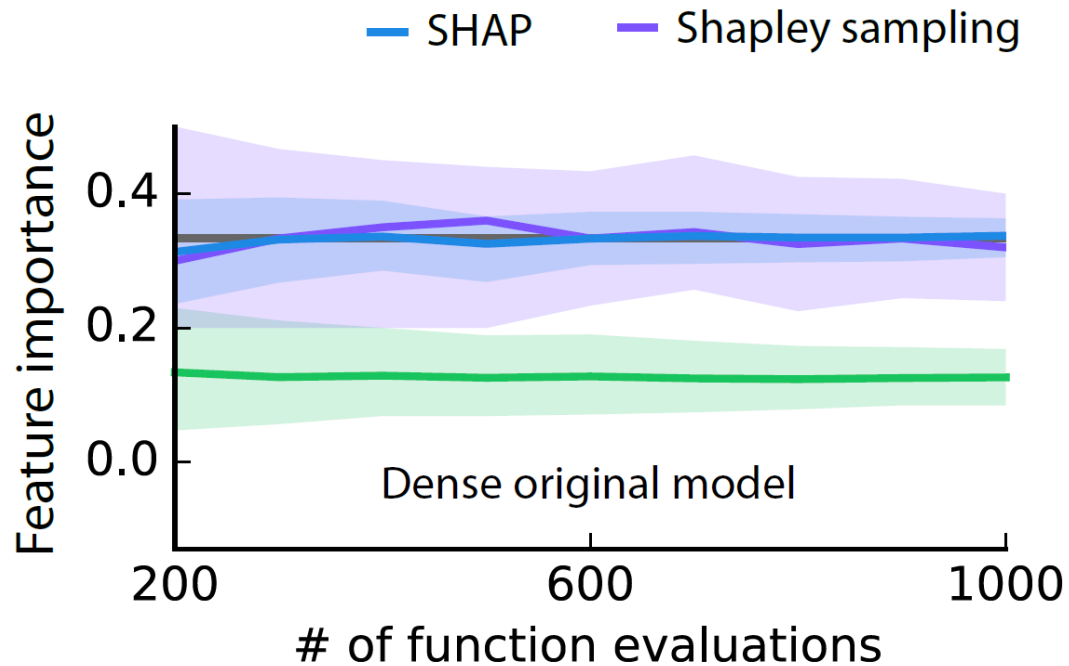 SHAP Shapley sampling
Feature importance
0.4
0.2
0.0
Dense original model
200 600 1000
# of function evaluations